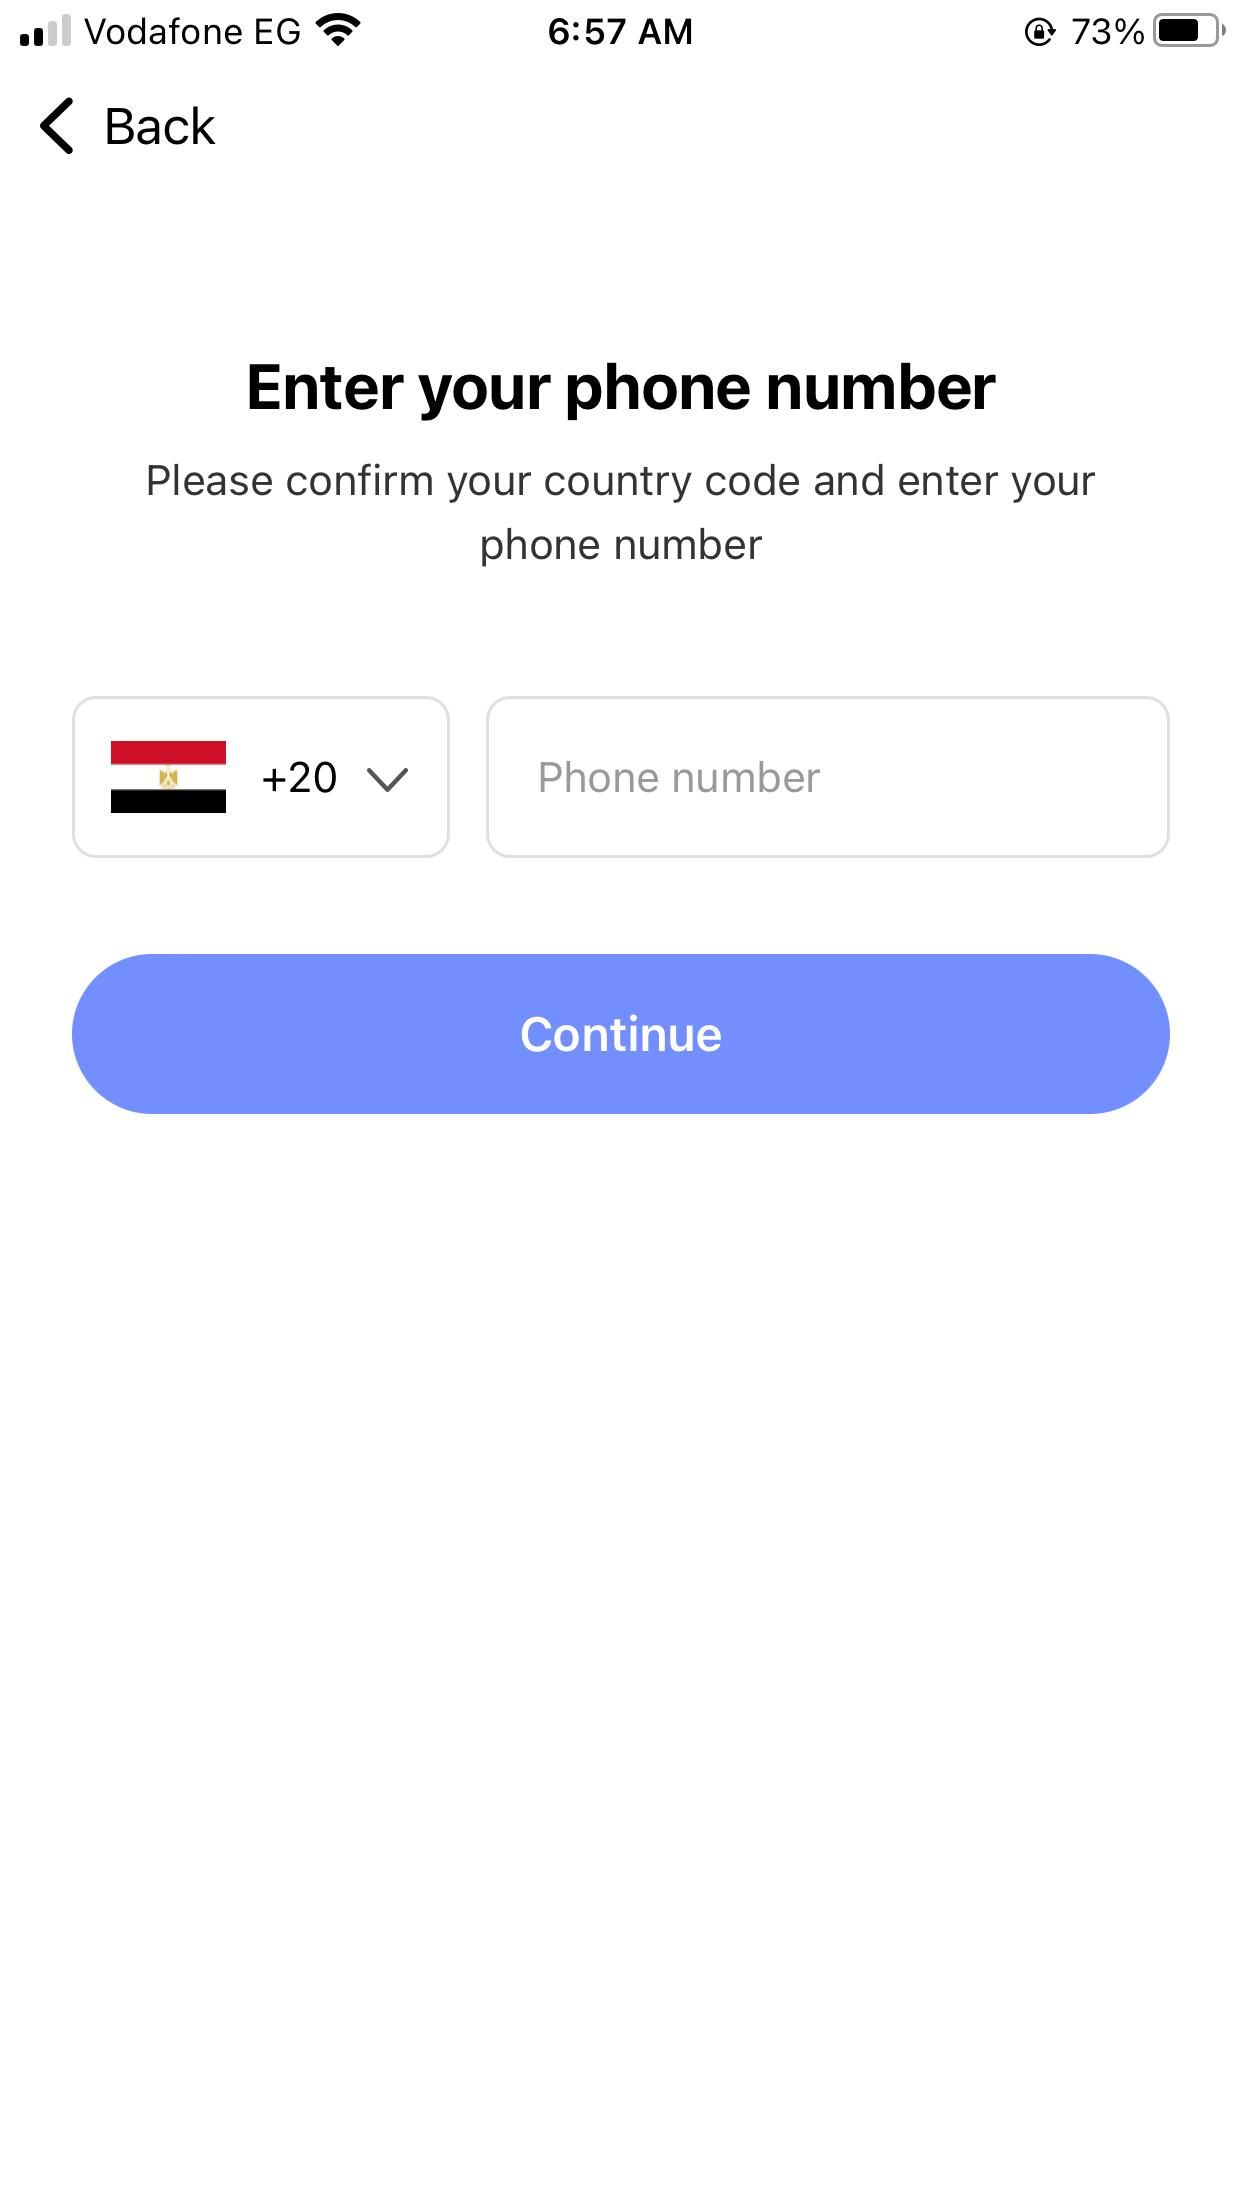 Vodafone EG 6:57 AM 73%
Back
Enter your phone number
Please confirm your country code and enter your
phone number
+20 Phone number
Continue